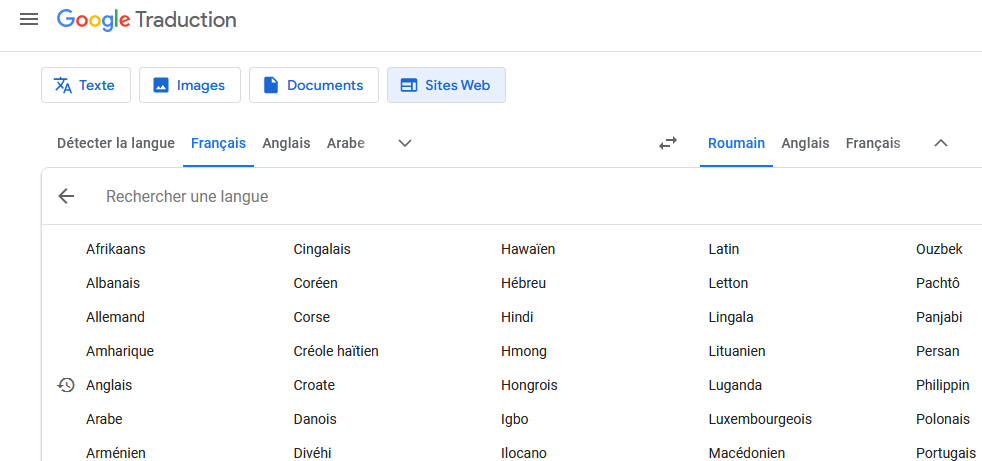 Google Traduction
Texte Images Documents Sites Web
Détecter la langue Français Anglais Arabe Roumain Anglais Français
Rechercher une langue
Afrikaans Cingalais Hawaïen Latin Ouzbek
Albanais Coréen Hébreu Letton Pachtô
Allemand Corse Hindi Lingala Panjabi
Amharique Créole haïtien Hmong Lituanien Persan
Anglais Croate Hongrois Luganda Philippin
Arabe Danois Igbo Luxembourgeois Polonais
Arménien Divéhi Ilocano Macédonien Portugais